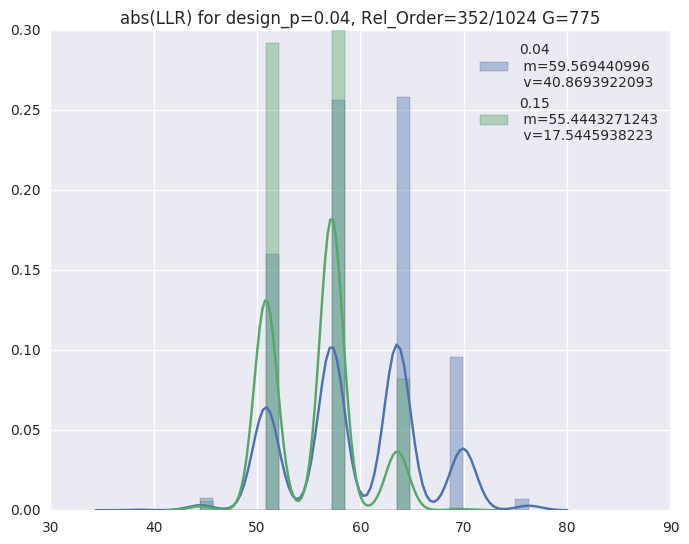 abs(LLR) for design_p=0.04, Rel_Order=352/1024 G=775
0.30
0.25
0.20
0.15
0.10
0.05
0.00
30 40 50 60 70 80 90
0.04
m=59.569440996
v=40.8693922093
0.15
m=55.4443271243
v=17.5445938223